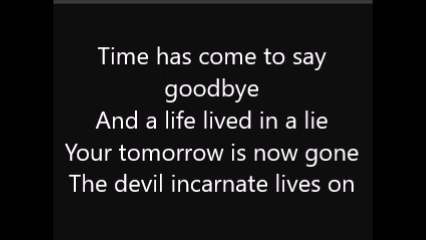 Time has come to say
goodbye
And a life lived in a lie
Your tomorrow is now gone
The devil incarnate lives on